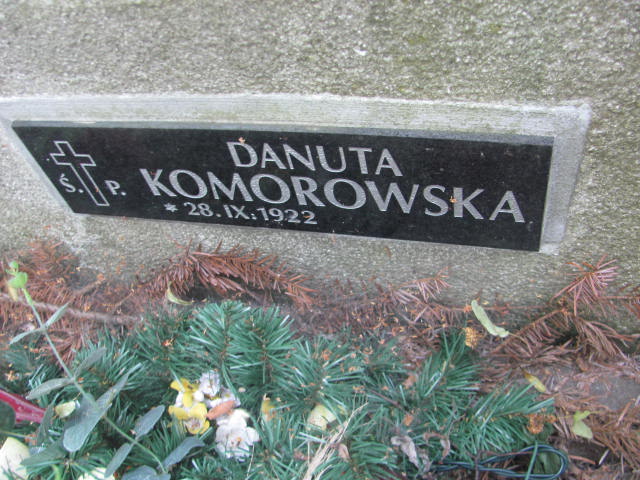 DANUTA
Ś. P. KOMOROWSKA
* 28.IX.1922